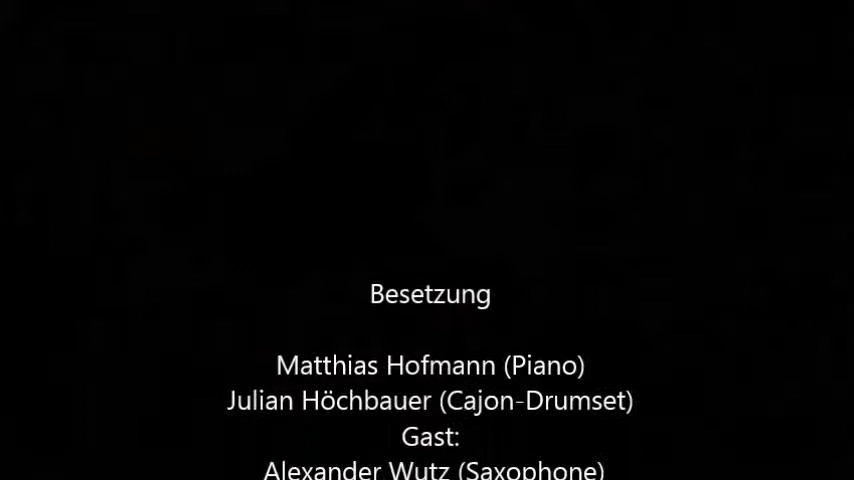 Besetzung
Matthias Hofmann (Piano)
Julian Höchbauer (Cajon-Drumset)
Gast:
Alexander Wutz (Saxophone)